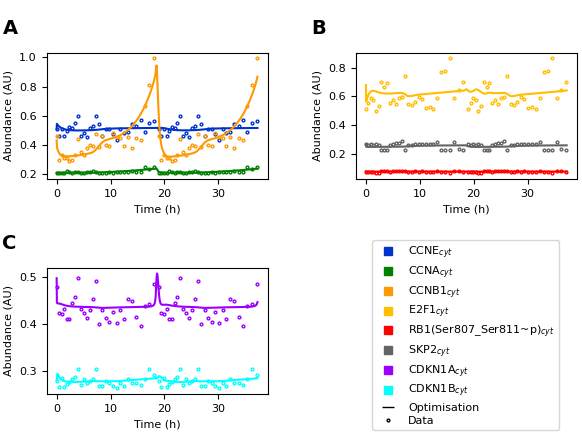 A
B
1.0
0.8
0.6
0.4
0.2
Abundance (AU)
0
10
20
30
Time (h)
0.8
0.6
0.4
0.2
Abundance (AU)
0
10
20
30
Time (h)
C
0.5
0.4
0.3
Abundance (AU)
0
10
20
30
Time (h)
CCNEcyt
CCNAcyt
CCNB1cyt
E2F1cyt
RB1(Ser807_Ser811~p)cyt
SKP2cyt
CDKN1Acyt
CDKN1Bcyt
Optimisation
Data